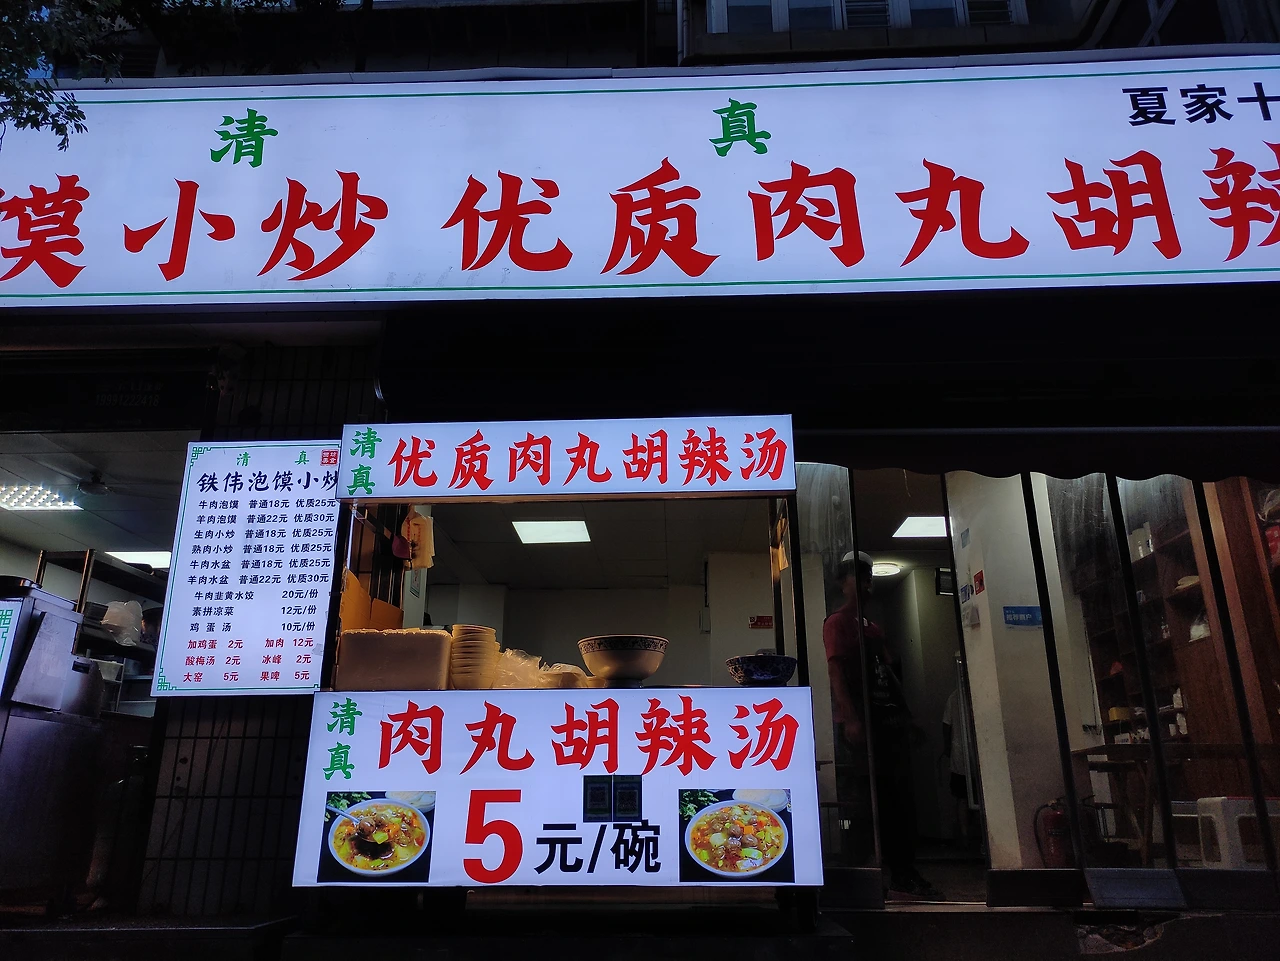 清 真
夏家十
馍小炒 优质肉丸胡辣
清真
优质肉丸胡辣汤
清 真
铁伟泡馍小炒
牛肉泡馍 普通18元 优质25元
羊肉泡馍 普通22元 优质30元
生肉小炒 普通18元 优质25元
熟肉小炒 普通18元 优质25元
牛肉水盆 普通18元 优质25元
羊肉水盆 普通22元 优质30元
牛肉韭黄水饺 20元/份
素拼凉菜 12元/份
鸡蛋汤 10元/份
加鸡蛋 2元 加肉 12元
酸梅汤 2元 冰峰 2元
大窑 5元 果啤 5元
清真
肉丸胡辣汤
5元/碗